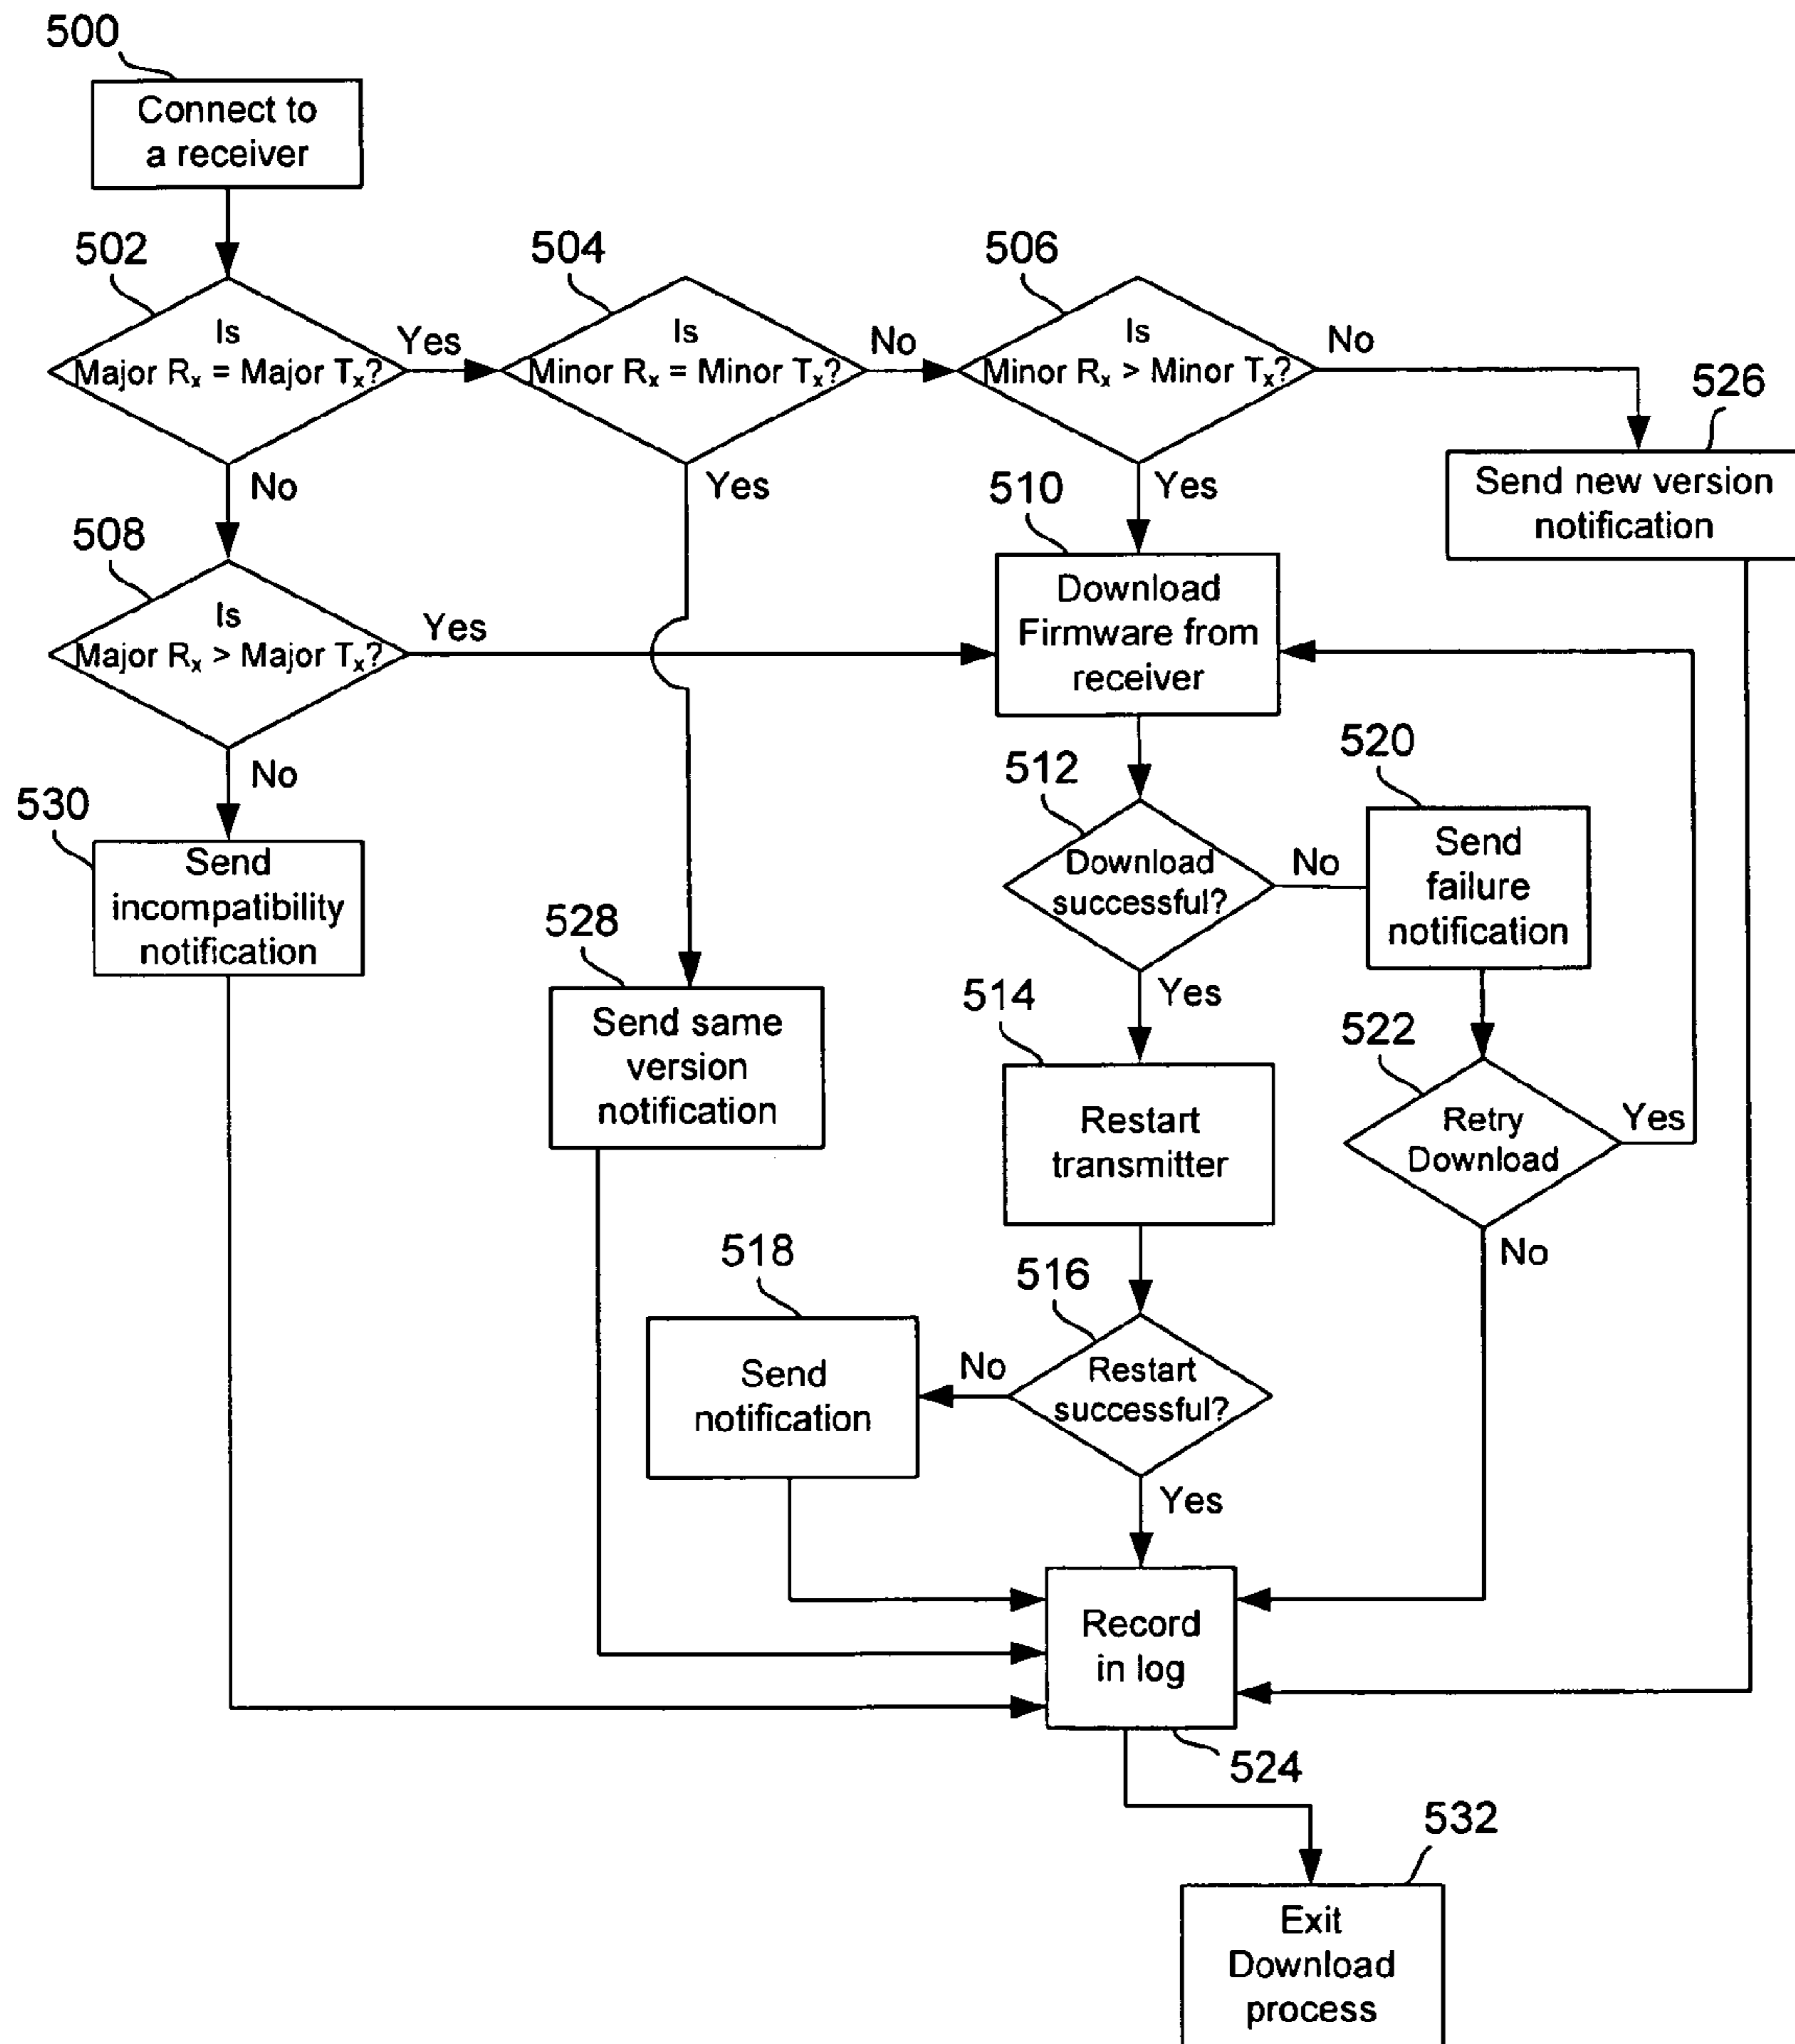 500
Connect to
a receiver
502
Is
Major Rx = Major Tx?
Yes
No
504
Is
Minor Rx = Minor Tx?
No
Yes
506
Is
Minor Rx > Minor Tx?
No
Yes
526
Send new version
notification
508
Is
Major Rx > Major Tx?
Yes
No
510
Download
Firmware from
receiver
512
Download
successful?
No
Yes
520
Send
failure
notification
530
Send
incompatibility
notification
528
Send same
version
notification
514
Restart
transmitter
522
Retry
Download
Yes
No
518
Send
notification
516
Restart
successful?
No
Yes
Record
in log
524
532
Exit
Download
process